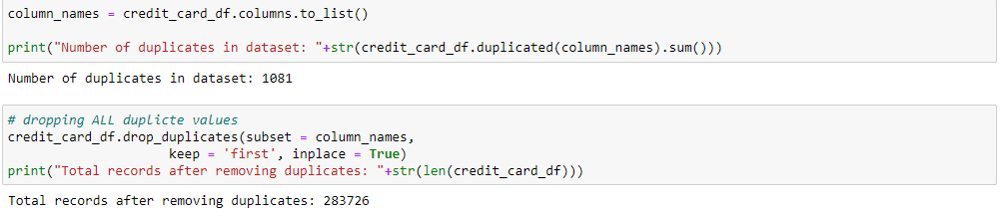 column_names = credit_card_df.columns.to_list()
print("Number of duplicates in dataset: "+str(credit_card_df.duplicated(column_names).sum()))
Number of duplicates in dataset: 1081
# dropping ALL duplicte values
credit_card_df.drop_duplicates(subset = column_names,
keep = 'first', inplace = True)
print("Total records after removing duplicates: "+str(len(credit_card_df)))
Total records after removing duplicates: 283726